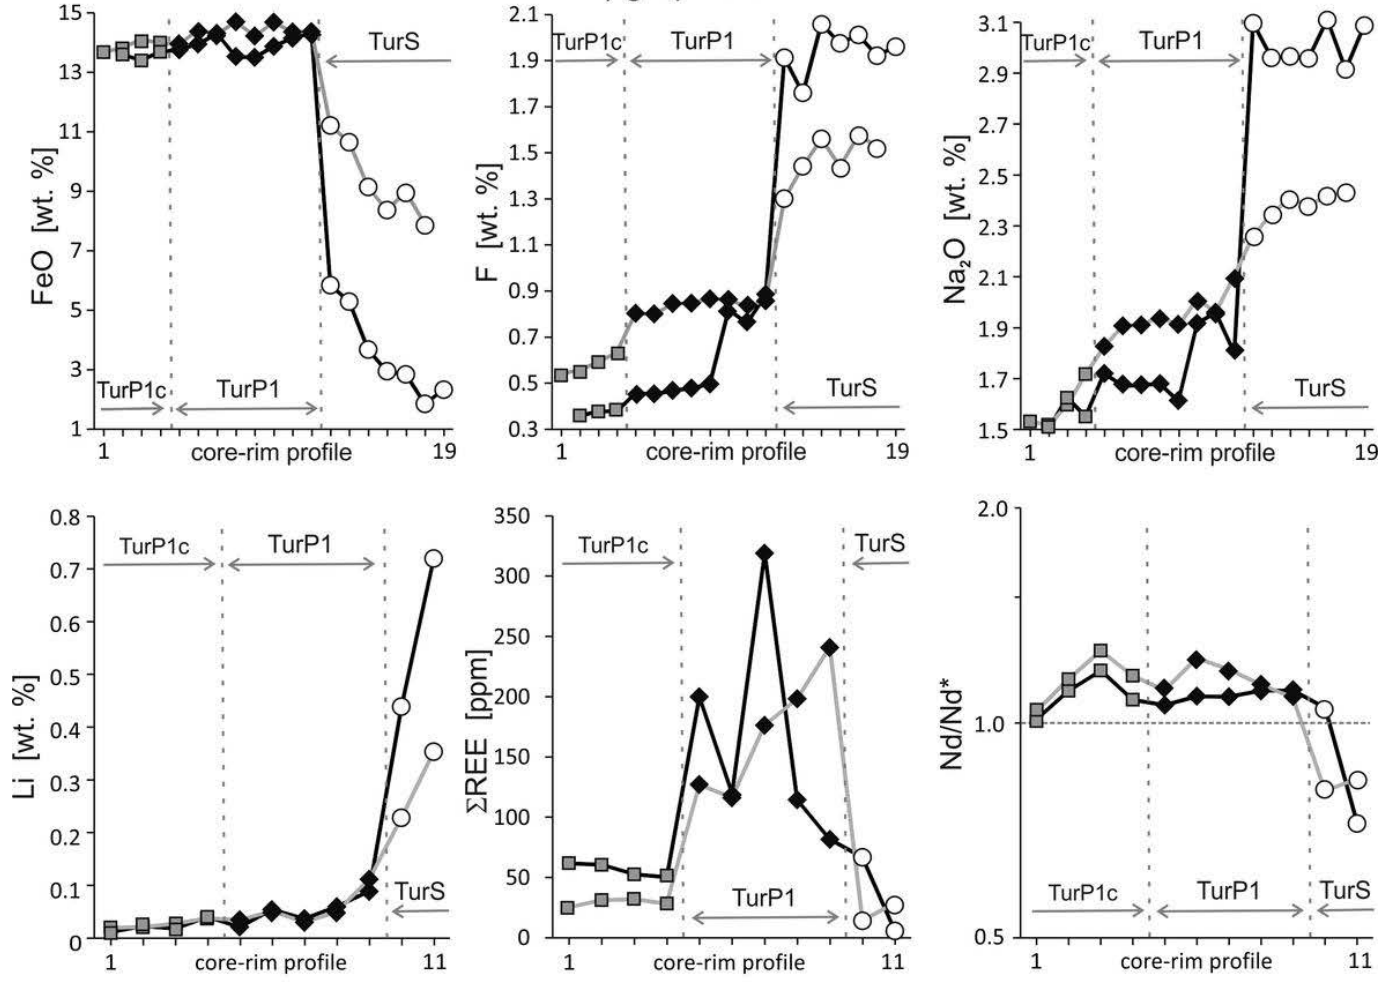 FeO [wt. %]
15
13
11
9
7
5
3
1
TurS
TurP1c
TurP1
1
core-rim profile
19
F [wt. %]
2.1
1.9
1.7
1.5
1.3
1.1
0.9
0.7
0.5
0.3
TurP1c
TurP1
TurS
1
core-rim profile
19
Na₂O [wt. %]
3.1
2.9
2.7
2.5
2.3
2.1
1.9
1.7
1.5
TurP1c
TurP1
TurS
1
core-rim profile
19
Li [wt. %]
0.8
0.7
0.6
0.5
0.4
0.3
0.2
0.1
0
TurP1c
TurP1
TurS
1
core-rim profile
11
ΣREE [ppm]
350
300
250
200
150
100
50
0
TurP1c
TurS
TurP1
1
core-rim profile
11
Nd/Nd*
2.0
1.0
0.5
TurP1c
TurP1
TurS
1
core-rim profile
11